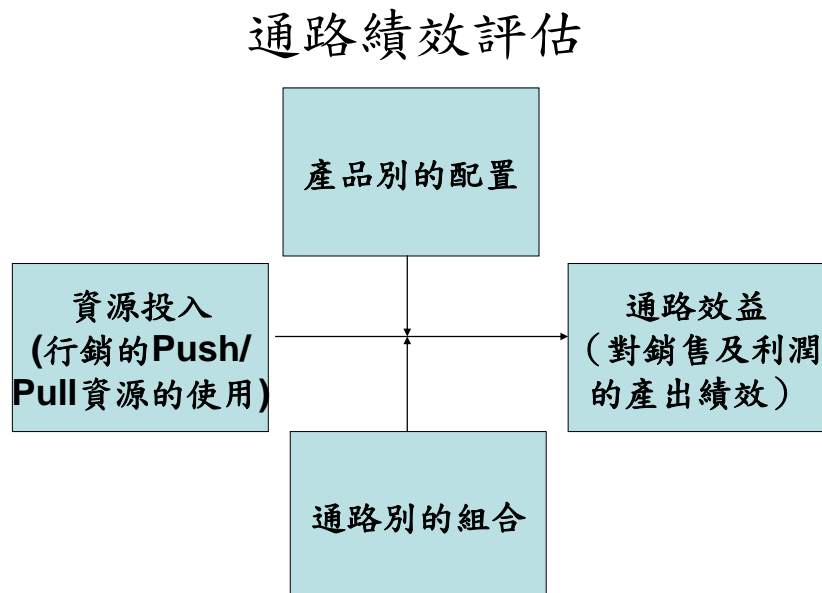 通路績效評估
產品別的配置
資源投入
(行銷的Push/
Pull資源的使用)
通路效益
（對銷售及利潤
的產出績效）
通路別的組合